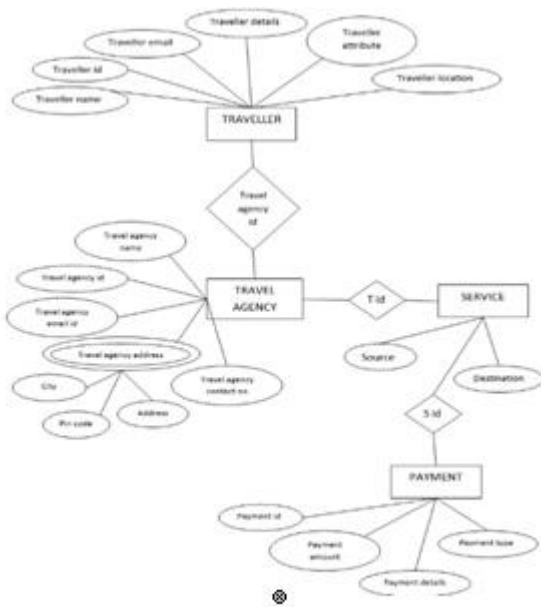 Traveller details
Traveller email
Traveller
attribute
Traveller id
Traveller location
Traveller name
TRAVELLER
Travel
agency
id
Travel agency
name
Travel agency id
TRAVEL
AGENCY
T id
SERVICE
Travel agency
email id
Travel agency address
Source
Destination
City
Travel agency
contact no.
Pin code
Address
S id
PAYMENT
Payment id
Payment
amount
Payment type
Payment details